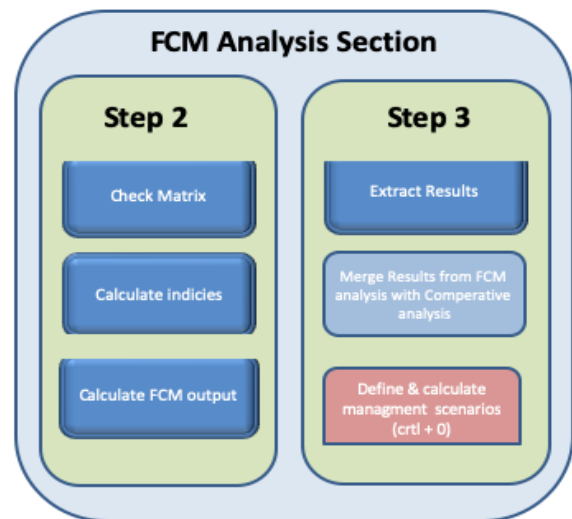 FCM Analysis Section
Step 2
Check Matrix
Calculate indicies
Calculate FCM output
Step 3
Extract Results
Merge Results from FCM
analysis with Comperative
analysis
Define & calculate
managment scenarios
(crtl + 0)